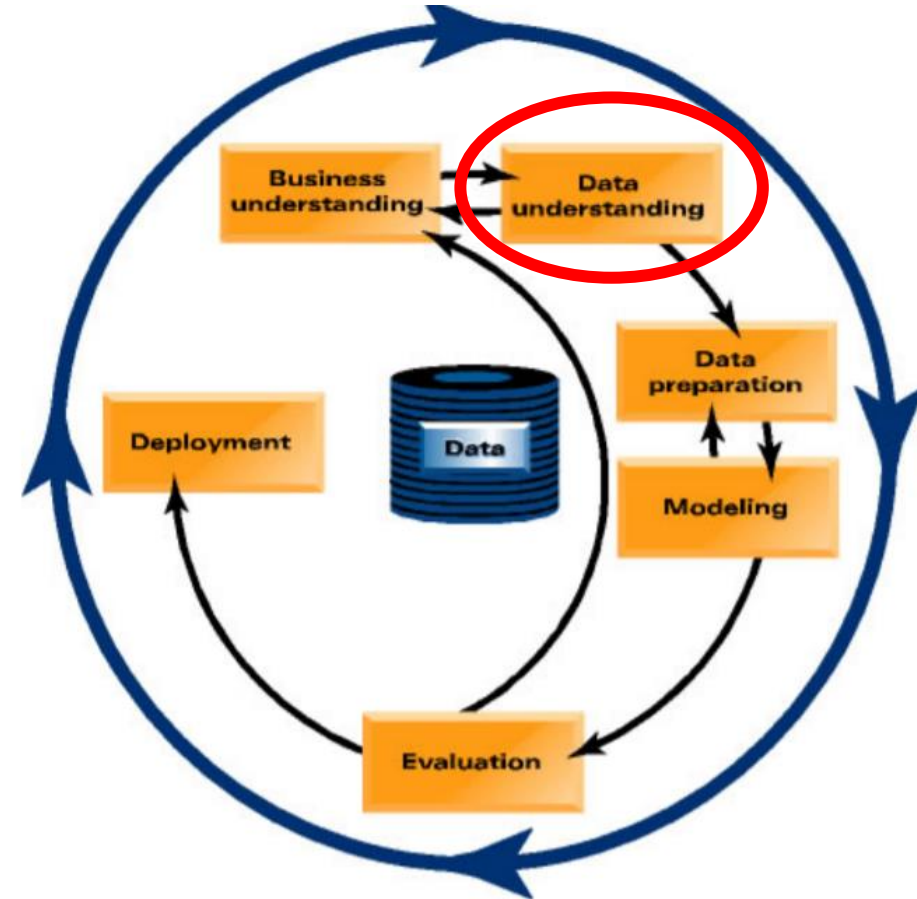 Business
understanding
Data
understanding
Data
preparation
Deployment
Data
Modeling
Evaluation